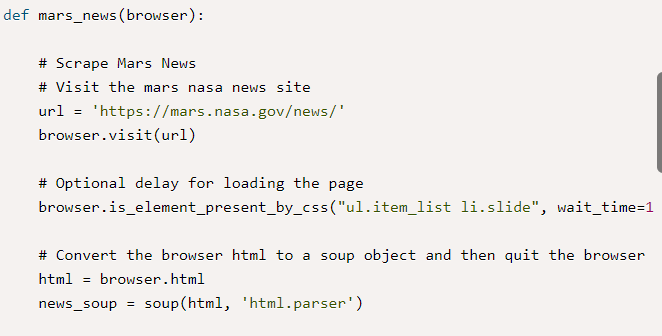 def mars_news(browser):
# Scrape Mars News
# Visit the mars nasa news site
url = 'https://mars.nasa.gov/news/'
browser.visit(url)
# Optional delay for loading the page
browser.is_element_present_by_css("ul.item_list li.slide", wait_time=1
# Convert the browser html to a soup object and then quit the browser
html = browser.html
news_soup = soup(html, 'html.parser')